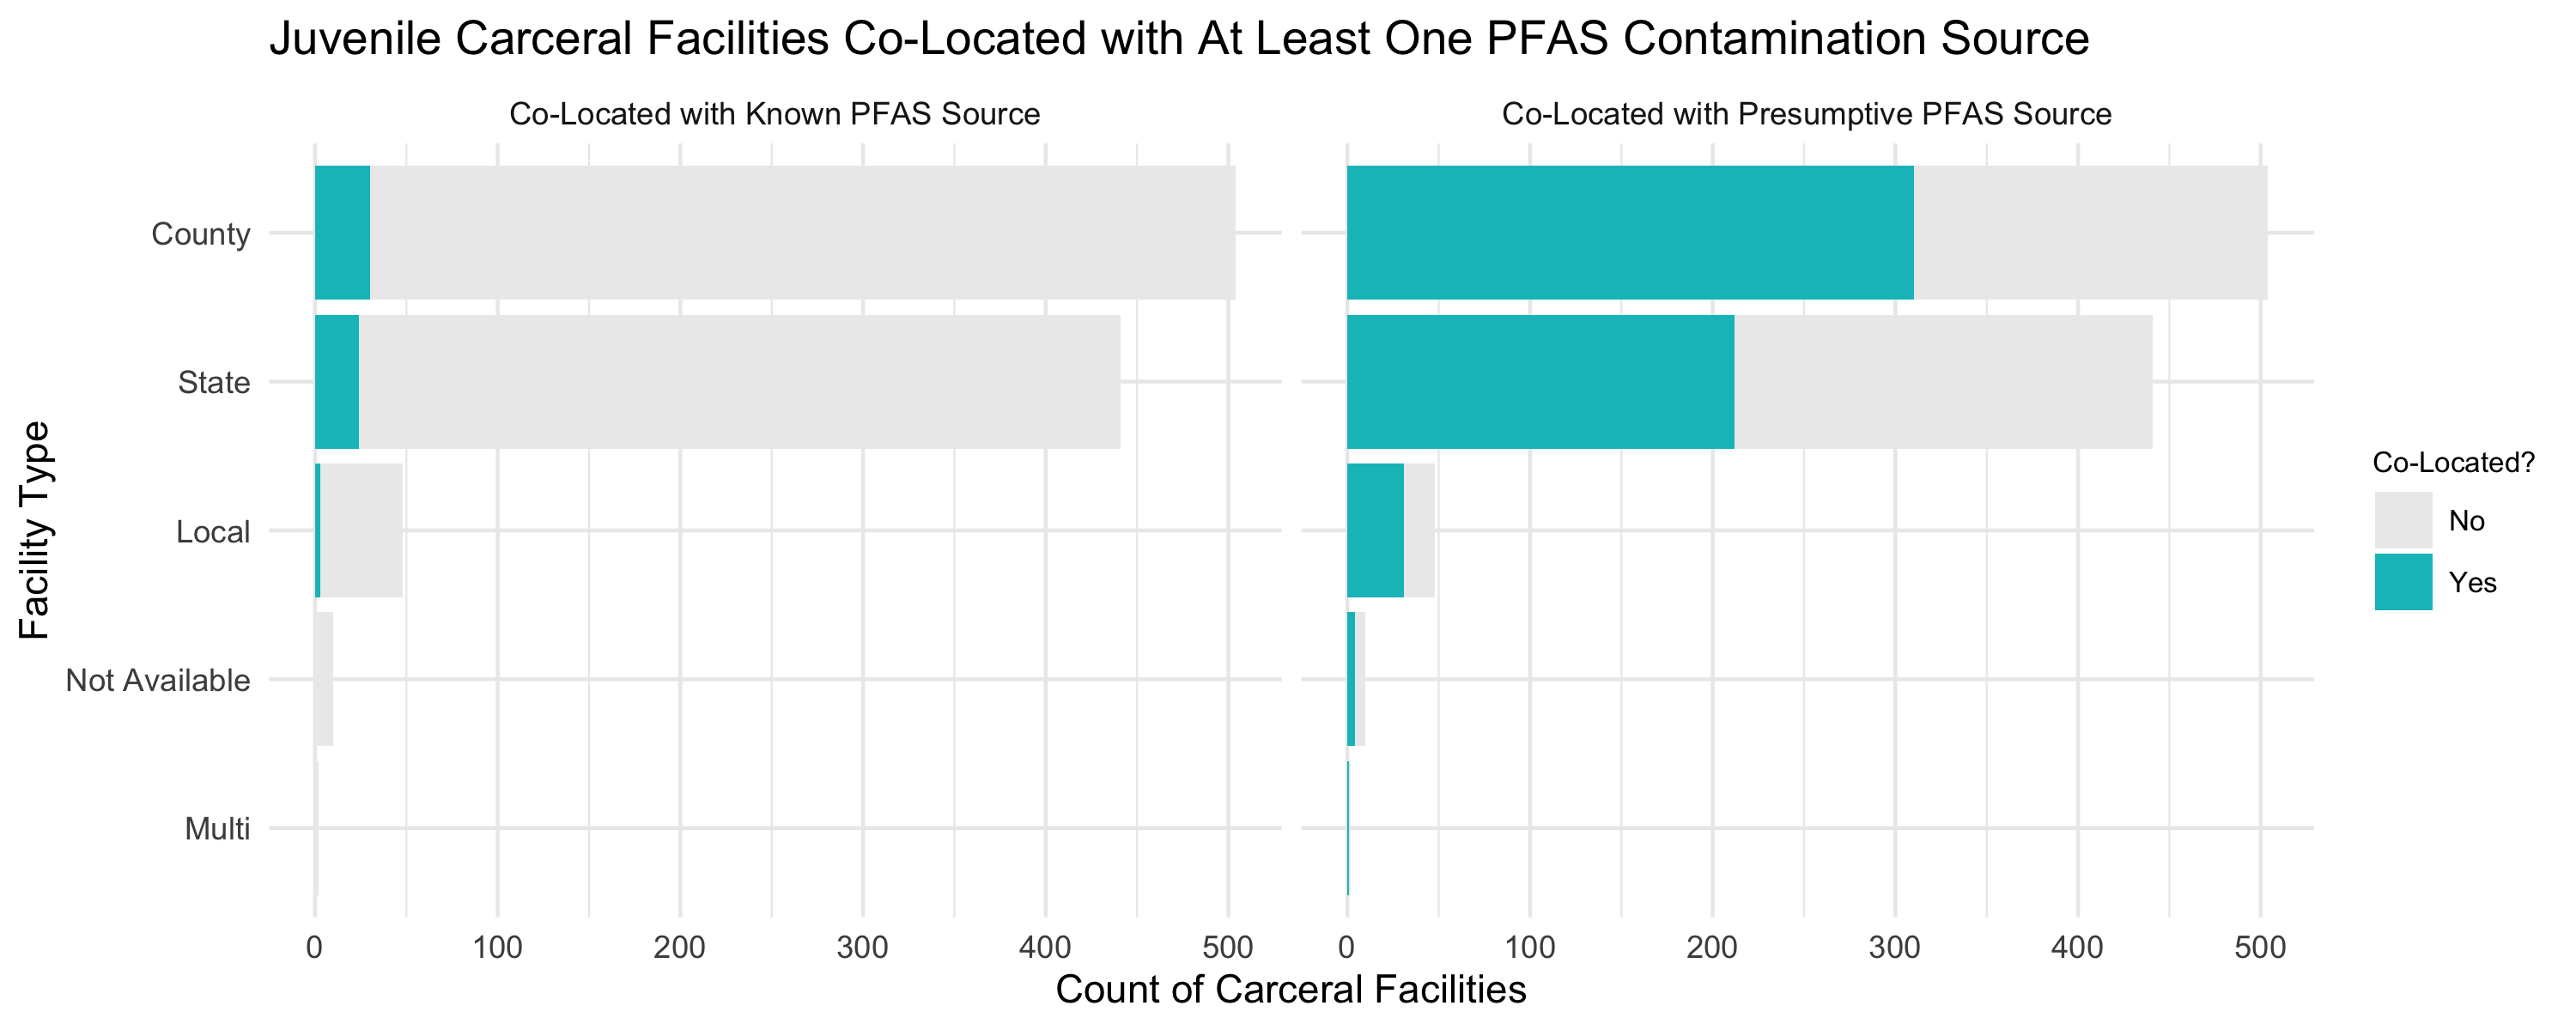 Juvenile Carceral Facilities Co-Located with At Least One PFAS Contamination Source
Co-Located with Known PFAS Source
Co-Located with Presumptive PFAS Source
Facility Type
County
State
Local
Not Available
Multi
0 100 200 300 400 500
0 100 200 300 400 500
Count of Carceral Facilities
Co-Located?
No
Yes